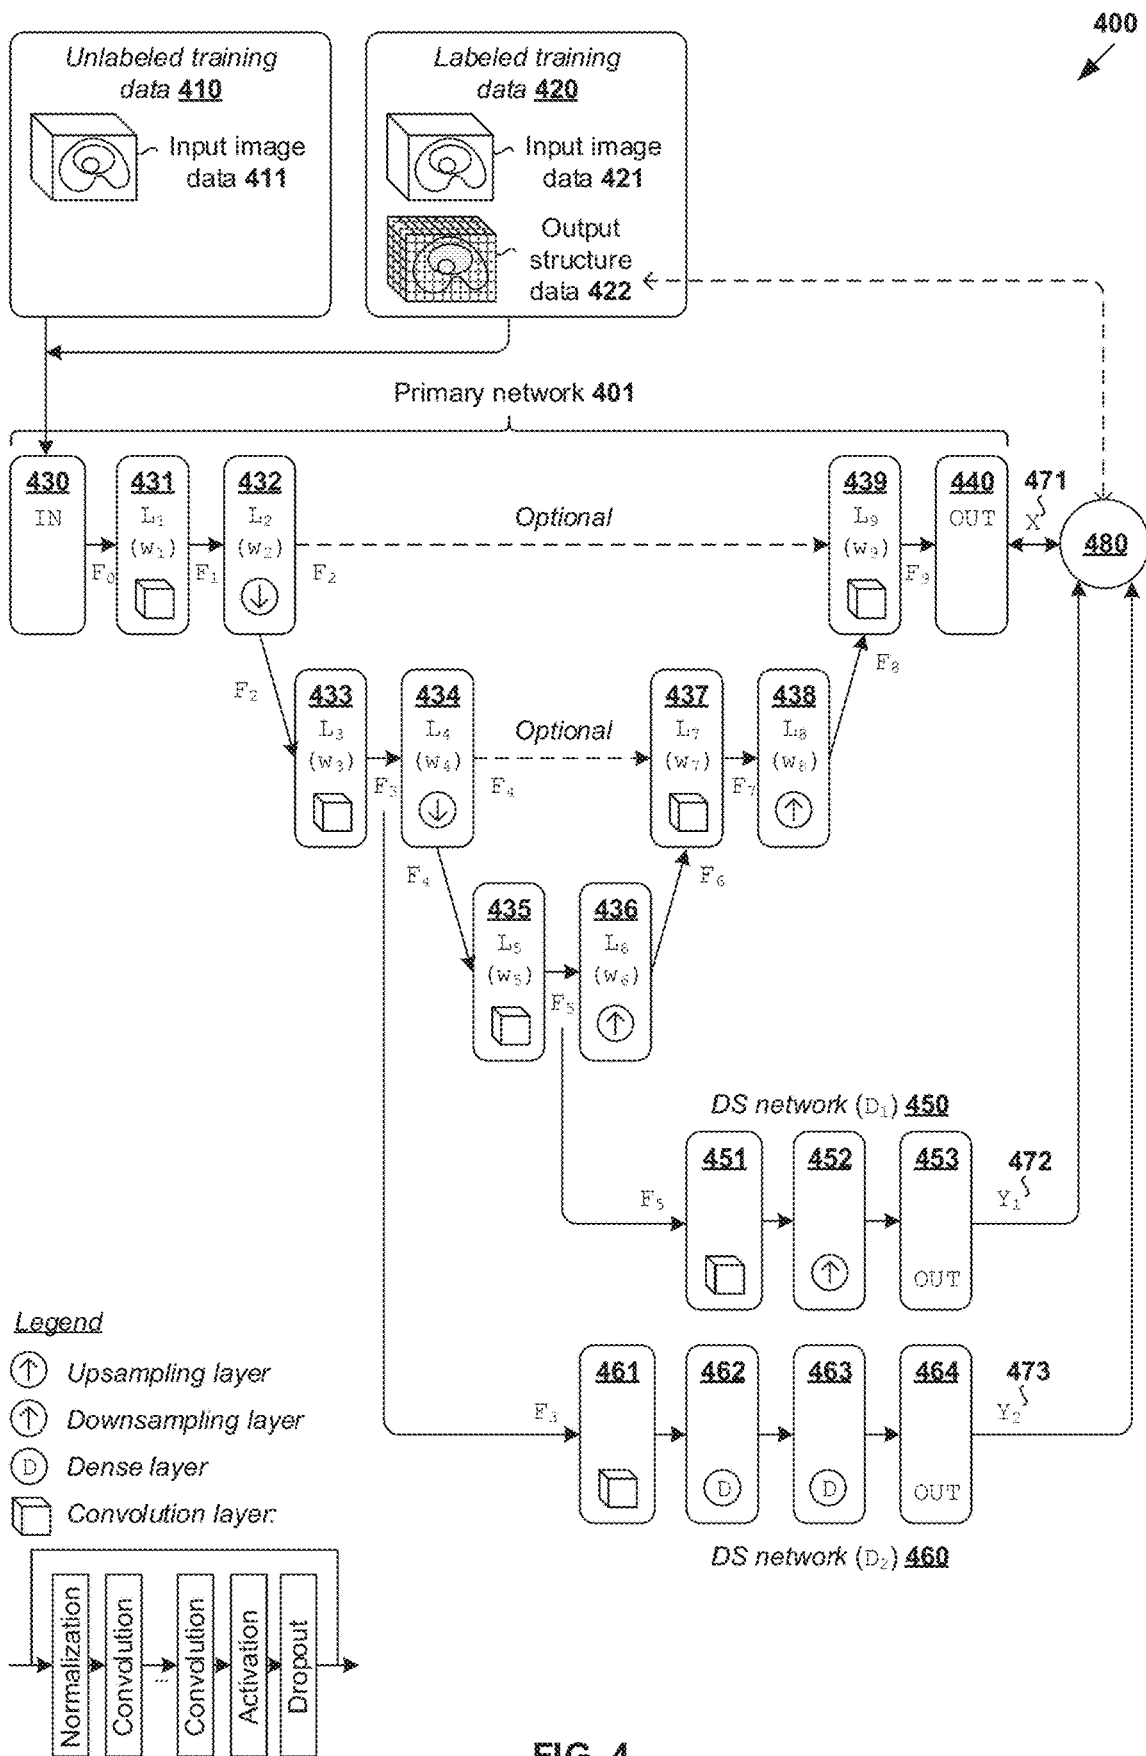 400
Unlabeled training
data 410
Input image
data 411
Labeled training
data 420
Input image
data 421
Output
structure
data 422
Primary network 401
430
IN
F₀
431
L₁
(w₁)
F₁
432
L₂
(w₂)
F₂
Optional
439
L₉
(w₉)
F₉
440
OUT
471
X
480
F₂
433
L₃
(w₃)
F₃
434
L₄
(w₄)
F₄
Optional
437
L₇
(w₇)
F₇
438
L₈
(w₈)
F₈
F₄
435
L₅
(w₅)
F₅
436
L₆
(w₆)
F₆
DS network (D₁) 450
F₅
451
452
453
OUT
472
Y₁
F₃
461
462
D
463
D
464
OUT
473
Y₂
DS network (D₂) 460
Legend
Upsampling layer
Downsampling layer
D Dense layer
Convolution layer:
Normalization
Convolution
...
Convolution
Activation
Dropout
FIG. 4